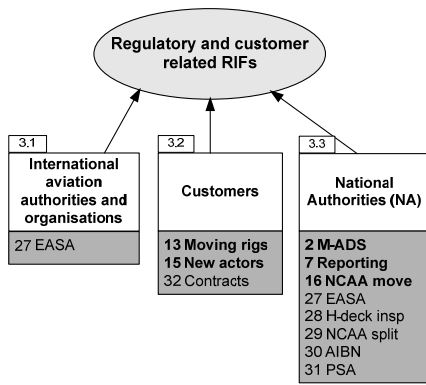 Regulatory and customer
related RIFs
3.1
International
aviation
authorities and
organisations
27 EASA
3.2
Customers
13 Moving rigs
15 New actors
32 Contracts
3.3
National
Authorities (NA)
2 M-ADS
7 Reporting
16 NCAA move
27 EASA
28 H-deck insp
29 NCAA split
30 AIBN
31 PSA